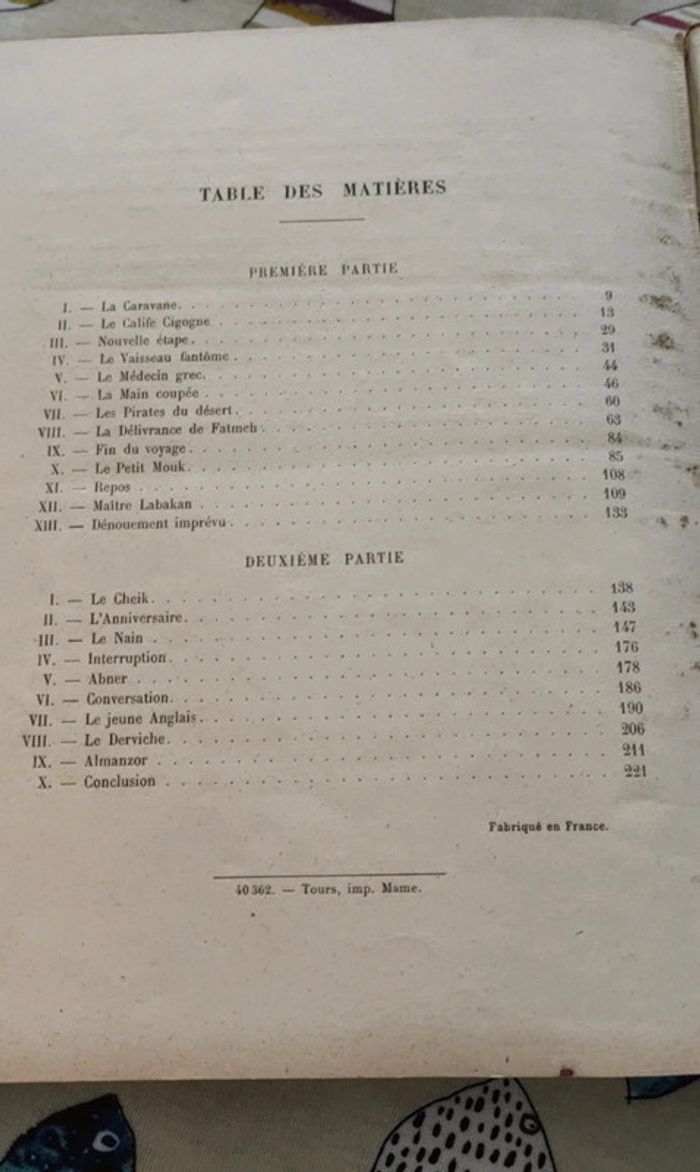 TABLE DES MATIÈRES
PREMIÈRE PARTIE
I. — La Caravane. 9
II. — Le Calife Cigogne 13
III. — Nouvelle étape. 29
IV. — Le Vaisseau fantôme. 31
V. — Le Médecin grec. 44
VI. — La Main coupée 46
VII. — Les Pirates du désert. 60
VIII. — La Délivrance de Fatmeh. 63
IX. — Fin du voyage. 84
X. — Le Petit Mouk. 85
XI. — Repos 108
XII. — Maître Labakan 109
XIII. — Dénouement imprévu. 133
DEUXIÈME PARTIE
I. — Le Cheik. 138
II. — L'Anniversaire. 143
III. — Le Nain 147
IV. — Interruption. 176
V. — Abner 178
VI. — Conversation. 186
VII. — Le jeune Anglais. 190
VIII. — Le Derviche. 206
IX. — Almanzor 211
X. — Conclusion 221
Fabriqué en France.
40 362. — Tours, imp. Mame.